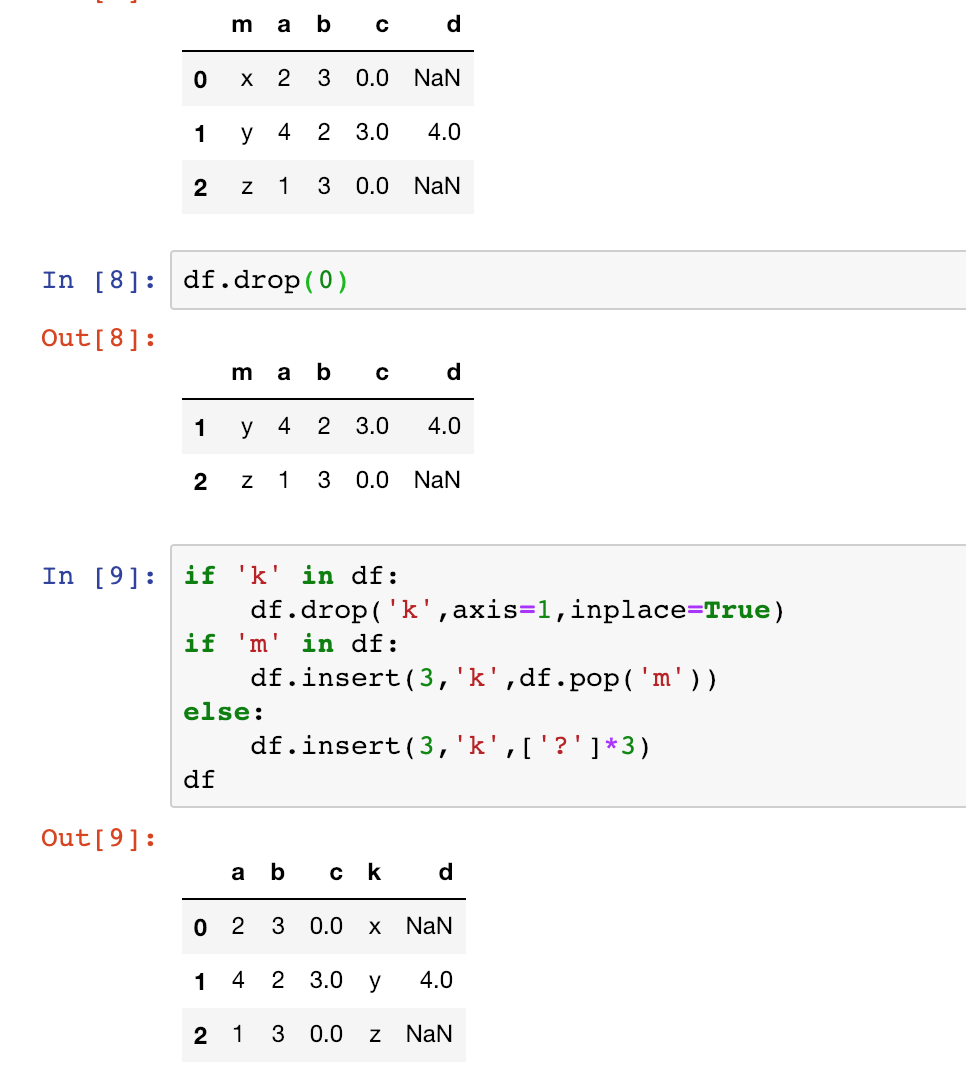 m a b c d
0 x 2 3 0.0 NaN
1 y 4 2 3.0 4.0
2 z 1 3 0.0 NaN
In [8]: df.drop(0)
Out[8]:
m a b c d
1 y 4 2 3.0 4.0
2 z 1 3 0.0 NaN
In [9]: if 'k' in df:
    df.drop('k',axis=1,inplace=True)
if 'm' in df:
    df.insert(3,'k',df.pop('m'))
else:
    df.insert(3,'k',['?']*3)
df
Out[9]:
a b c k d
0 2 3 0.0 x NaN
1 4 2 3.0 y 4.0
2 1 3 0.0 z NaN